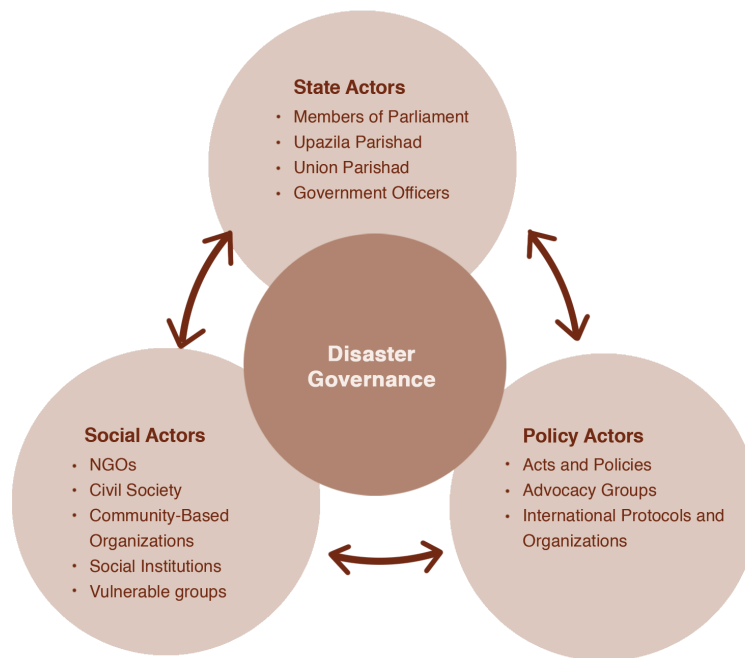 State Actors
• Members of Parliament
• Upazila Parishad
• Union Parishad
• Government Officers
Disaster
Governance
Social Actors
• NGOs
• Civil Society
• Community-Based
Organizations
• Social Institutions
• Vulnerable groups
Policy Actors
• Acts and Policies
• Advocacy Groups
• International Protocols and
Organizations